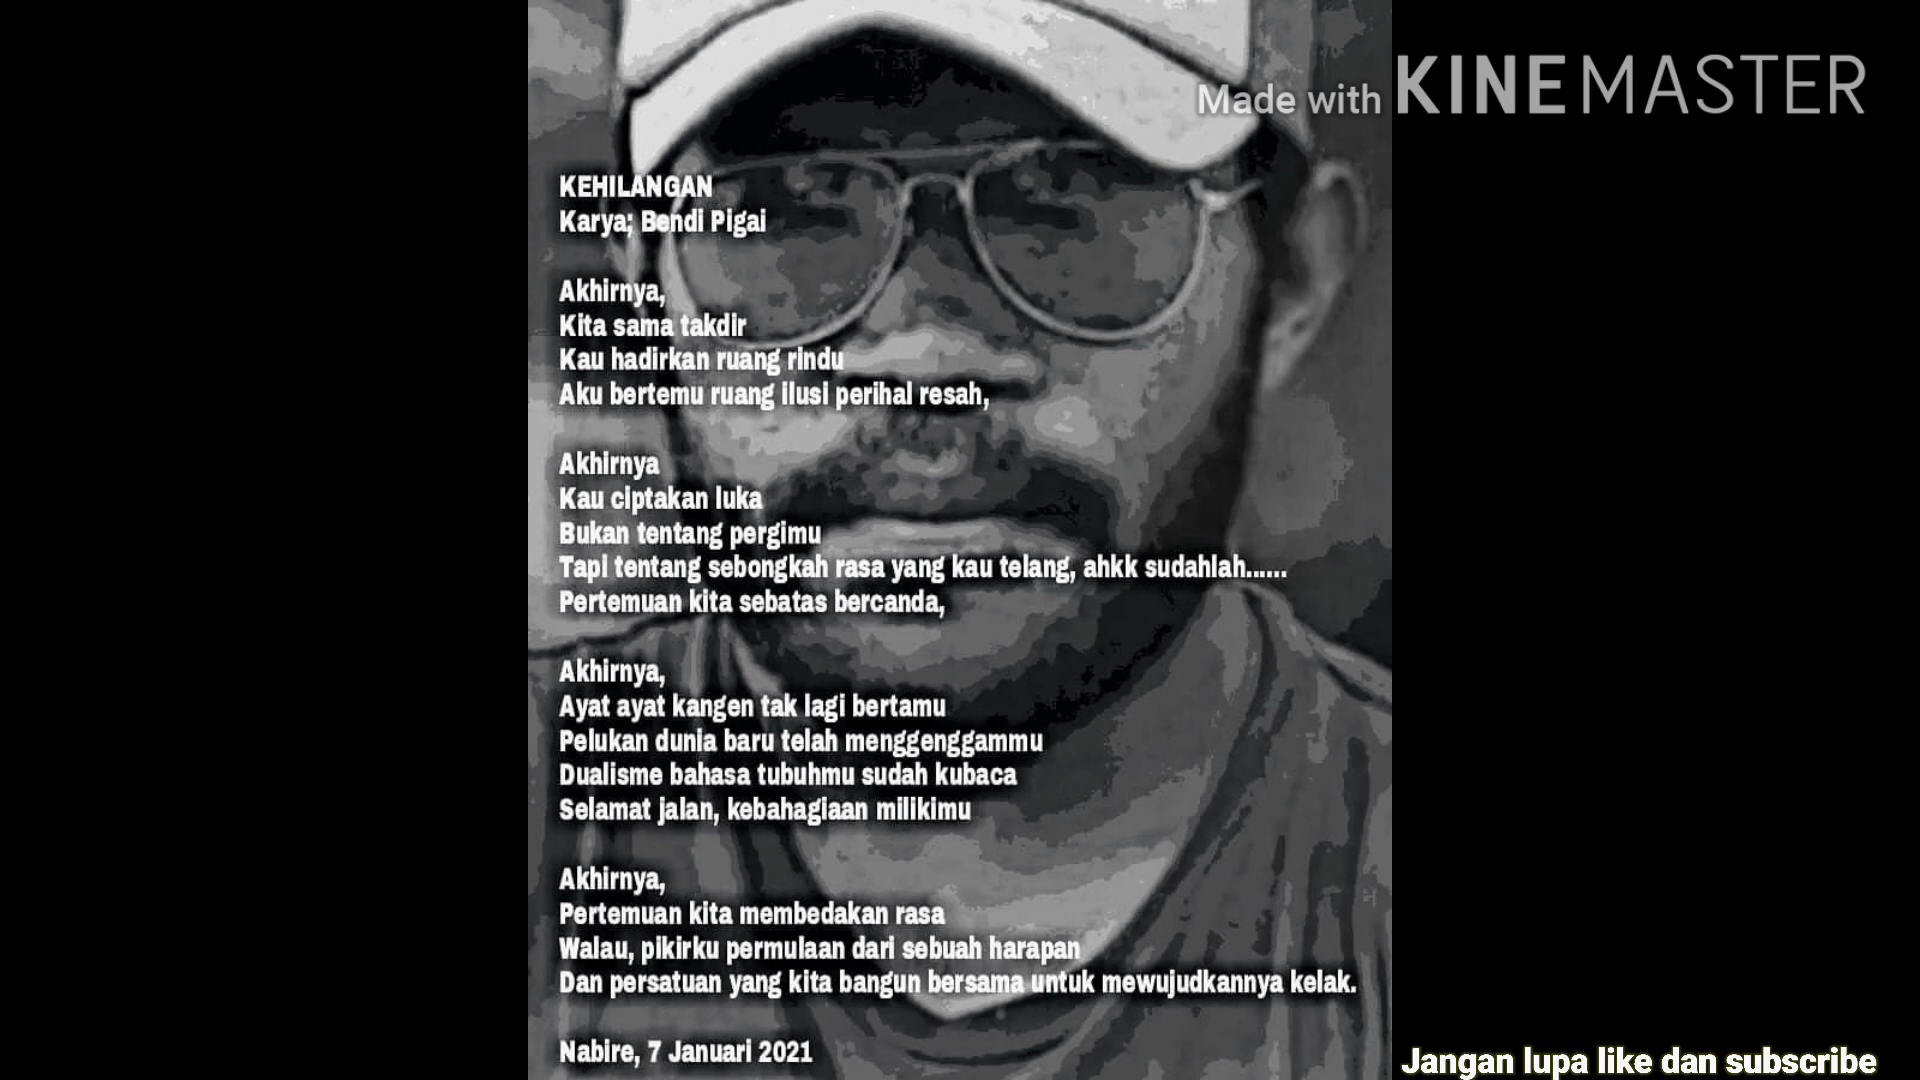 Made with KINEMASTER
KEHILANGAN
Karya; Bendi Pigai
Akhirnya,
Kita sama takdir
Kau hadirkan ruang rindu
Aku bertemu ruang ilusi perihal resah,
Akhirnya
Kau ciptakan luka
Bukan tentang pergimu
Tapi tentang sebongkah rasa yang kau telang, ahkk sudahlah......
Pertemuan kita sebatas bercanda,
Akhirnya,
Ayat ayat kangen tak lagi bertamu
Pelukan dunia baru telah menggenggammu
Dualisme bahasa tubuhmu sudah kubaca
Selamat jalan, kebahagiaan milikimu
Akhirnya,
Pertemuan kita membedakan rasa
Walau, pikirku permulaan dari sebuah harapan
Dan persatuan yang kita bangun bersama untuk mewujudkannya kelak.
Nabire, 7 Januari 2021
Jangan lupa like dan subscribe